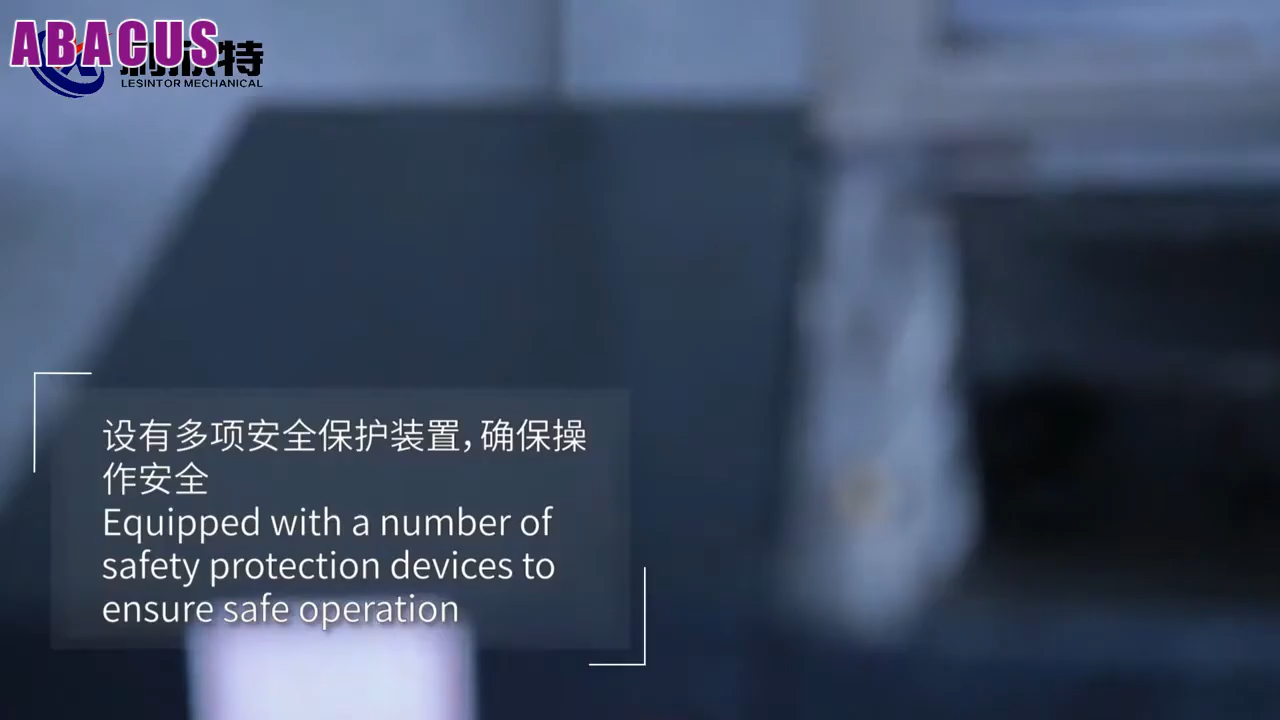 ABACUS
特
LESINTOR MECHANICAL
设有多项安全保护装置，确保操
作安全
Equipped with a number of
safety protection devices to
ensure safe operation